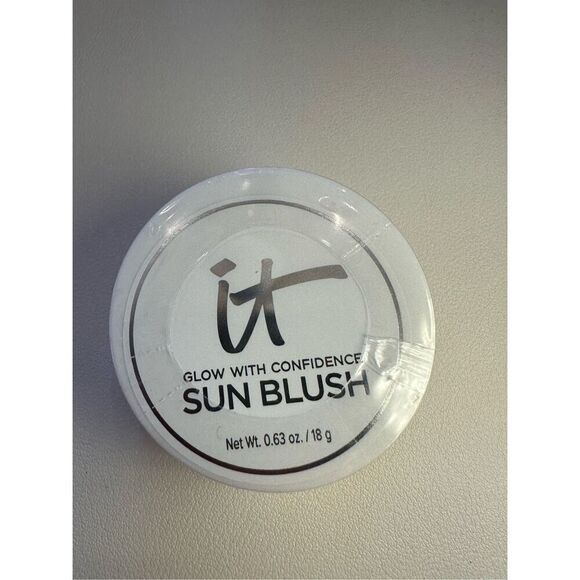 it
GLOW WITH CONFIDENCE
SUN BLUSH
Net Wt. 0.63 oz. / 18 g